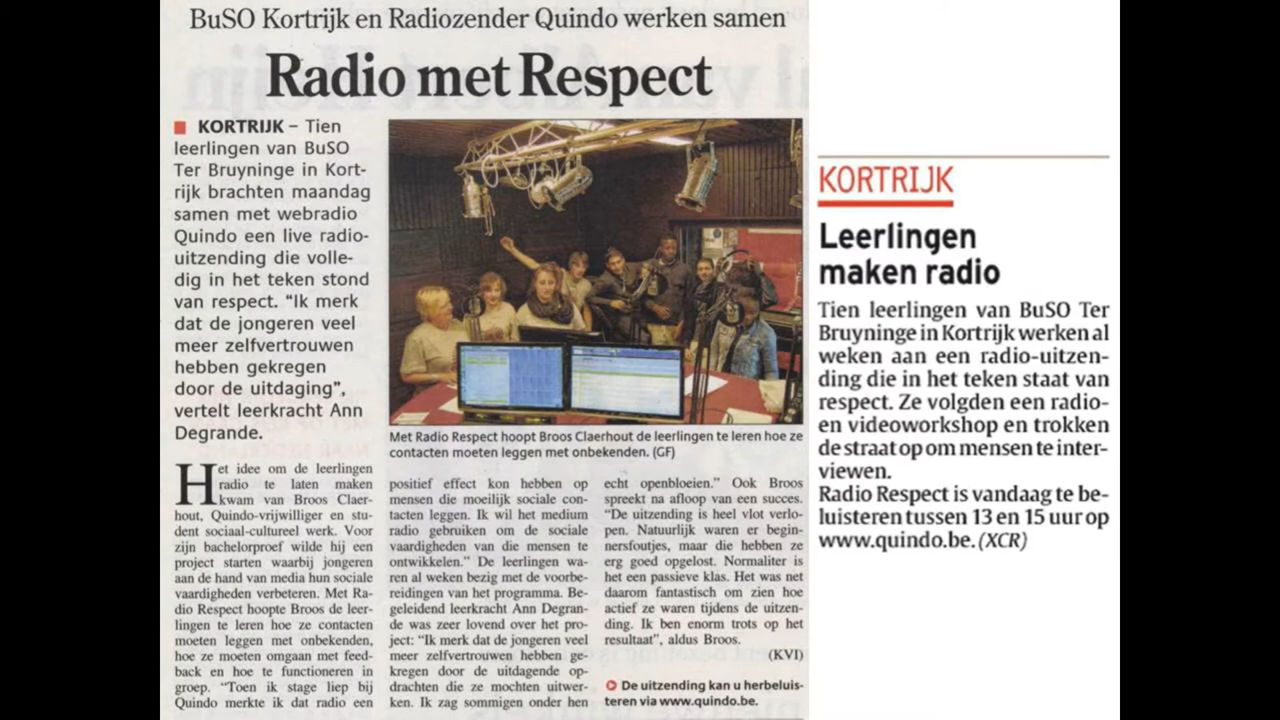 BuSO Kortrijk en Radiozender Quindo werken samen
Radio met Respect
KORTRIJK – Tien
leerlingen van BuSO
Ter Bruyninge in Kort-
rijk brachten maandag
samen met webradio
Quindo een live radio-
uitzending die volle-
dig in het teken stond
van respect. “Ik merk
dat de jongeren veel
meer zelfvertrouwen
hebben gekregen
door de uitdaging”,
vertelt leerkracht Ann
Degrande.
Het idee om de leerlingen
radio te laten maken
kwam van Broos Claer-
hout, Quindo-vrijwilliger en stu-
dent sociaal-cultureel werk. Voor
zijn bachelorproef wilde hij een
project starten waarbij jongeren
aan de hand van media hun sociale
vaardigheden verbeteren. Met Ra-
dio Respect hoopte Broos de leer-
lingen te leren hoe ze contacten
moeten leggen met onbekenden,
hoe ze moeten omgaan met feed-
back en hoe te functioneren in
groep. “Toen ik stage liep bij
Quindo merkte ik dat radio een
Met Radio Respect hoopt Broos Claerhout de leerlingen te leren hoe ze
contacten moeten leggen met onbekenden. (GF)
positief effect kon hebben op
mensen die moeilijk sociale con-
tacten leggen. Ik wil het medium
radio gebruiken om de sociale
vaardigheden van die mensen te
ontwikkelen.” De leerlingen wa-
ren al weken bezig met de voorbe-
reidingen van het programma. Be-
geleidend leerkracht Ann Degran-
de was zeer lovend over het pro-
ject: “Ik merk dat de jongeren veel
meer zelfvertrouwen hebben ge-
kregen door de uitdagende op-
drachten die ze mochten uitwer-
ken. Ik zag sommigen onder hen
echt openbloeien.” Ook Broos
spreekt na afloop van een succes.
“De uitzending is heel vlot verlo-
pen. Natuurlijk waren er begin-
nersfoutjes, maar die hebben ze
erg goed opgelost. Normaliter is
het een passieve klas. Het was net
daarom fantastisch om zien hoe
actief ze waren tijdens de uitzen-
ding. Ik ben enorm trots op het
resultaat”, aldus Broos.
(KVI)
De uitzending kan u herbeluis-
teren via www.quindo.be.
KORTRIJK
Leerlingen
maken radio
Tien leerlingen van BuSO Ter
Bruyninge in Kortrijk werken al
weken aan een radio-uitzen-
ding die in het teken staat van
respect. Ze volgden een radio-
en videoworkshop en trokken
de straat op om mensen te inter-
viewen.
Radio Respect is vandaag te be-
luisteren tussen 13 en 15 uur op
www.quindo.be. (XCR)